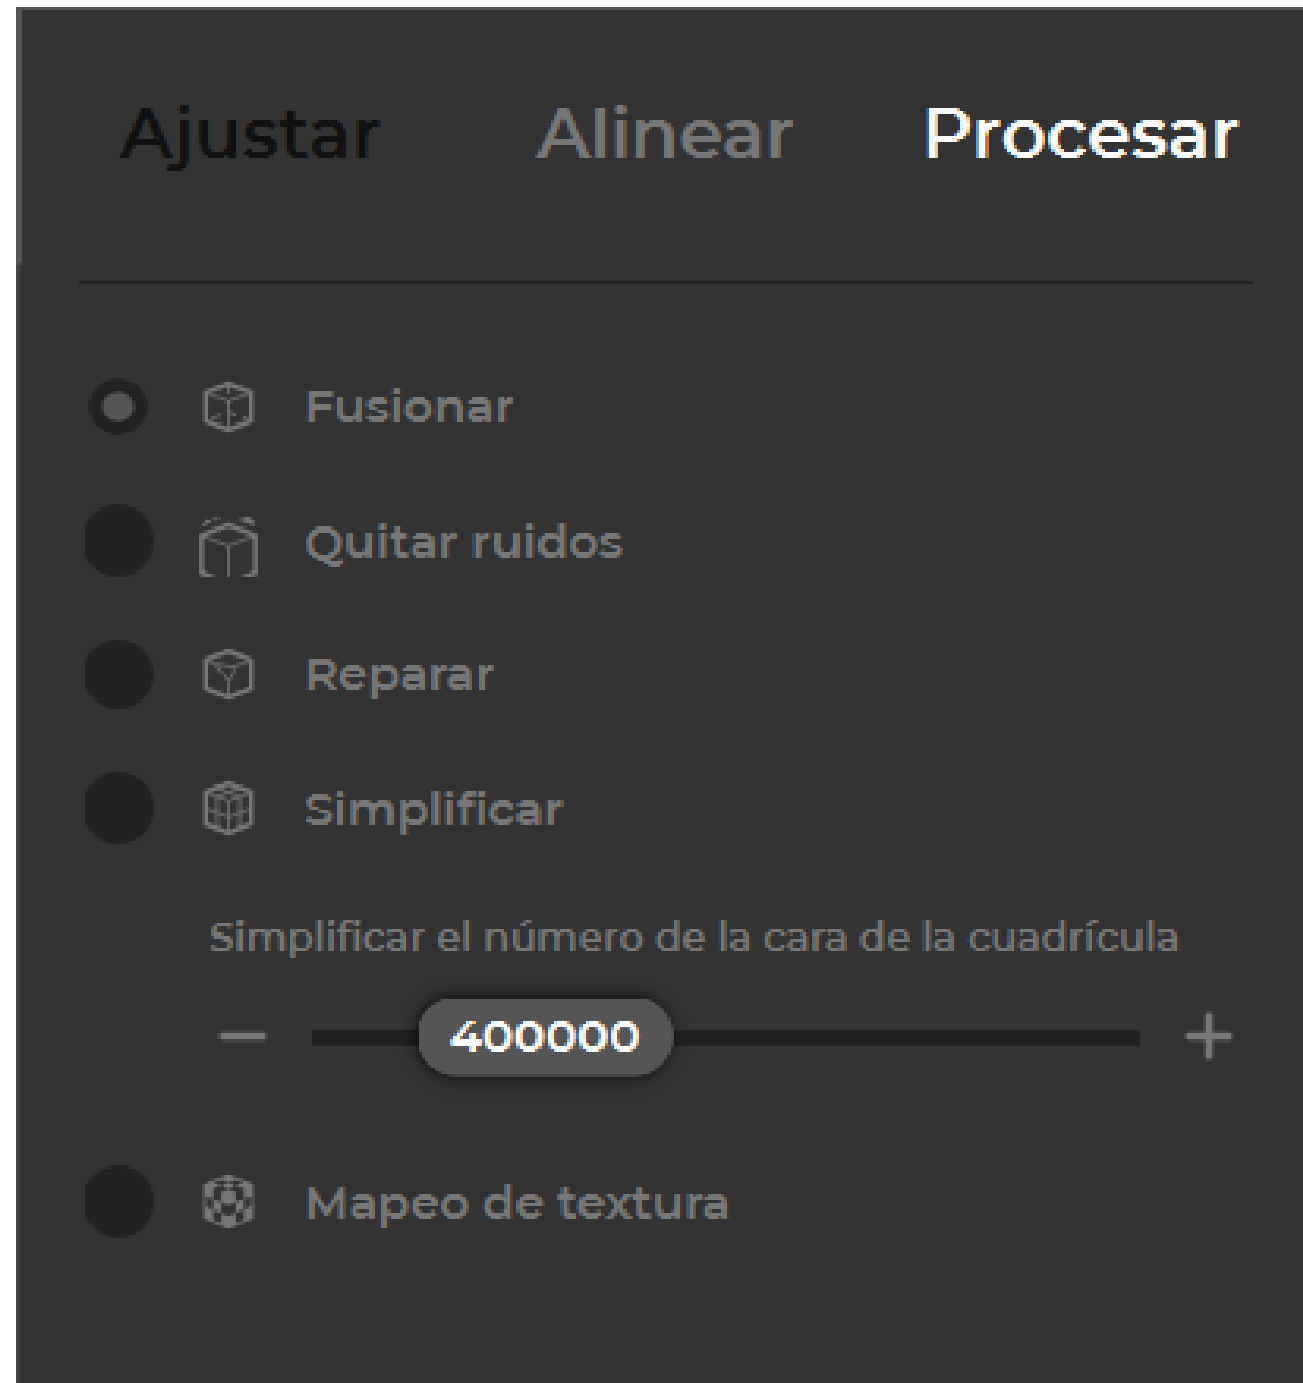 Ajustar Alinear Procesar
Fusionar
Quitar ruidos
Reparar
Simplificar
Simplificar el número de la cara de la cuadrícula
− 400000 +
Mapeo de textura